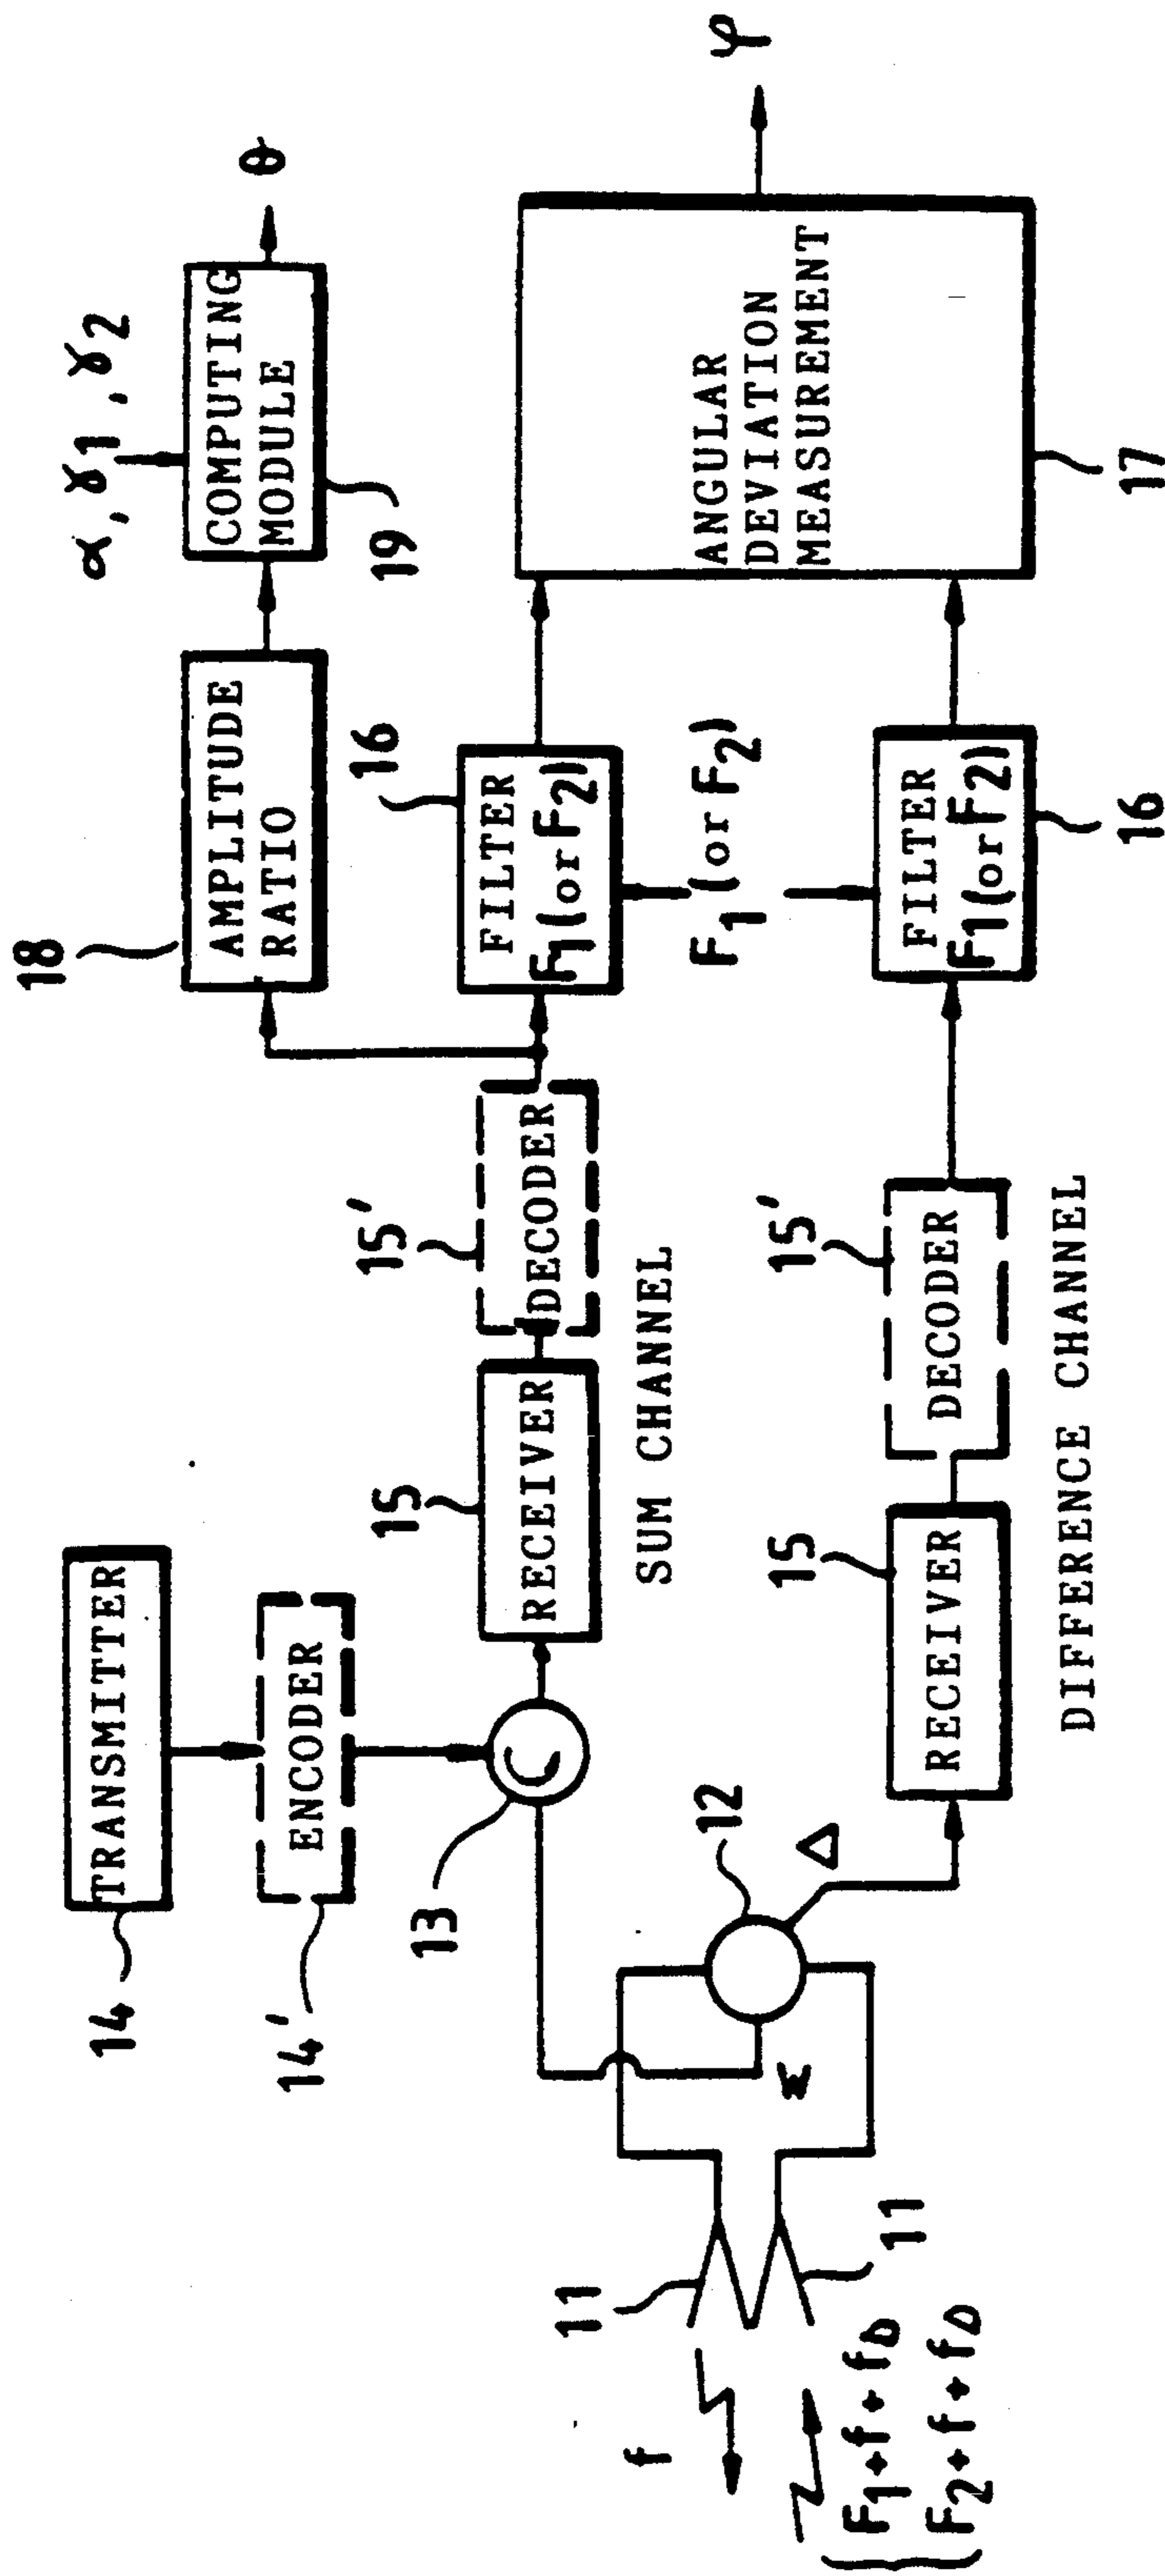 α, γ1, γ2
18
AMPLITUDE
RATIO
COMPUTING
MODULE
θ
19
14
TRANSMITTER
14'
ENCODER
13
15
RECEIVER
15'
DECODER
16
FILTER
F1 (or F2)
SUM CHANNEL
F1 (or F2)
ANGULAR
DEVIATION
MEASUREMENT
φ
17
11
f
11
F1+f+fD
F2+f+fD
Σ
12
Δ
15
RECEIVER
15'
DECODER
16
FILTER
F1 (or F2)
DIFFERENCE CHANNEL